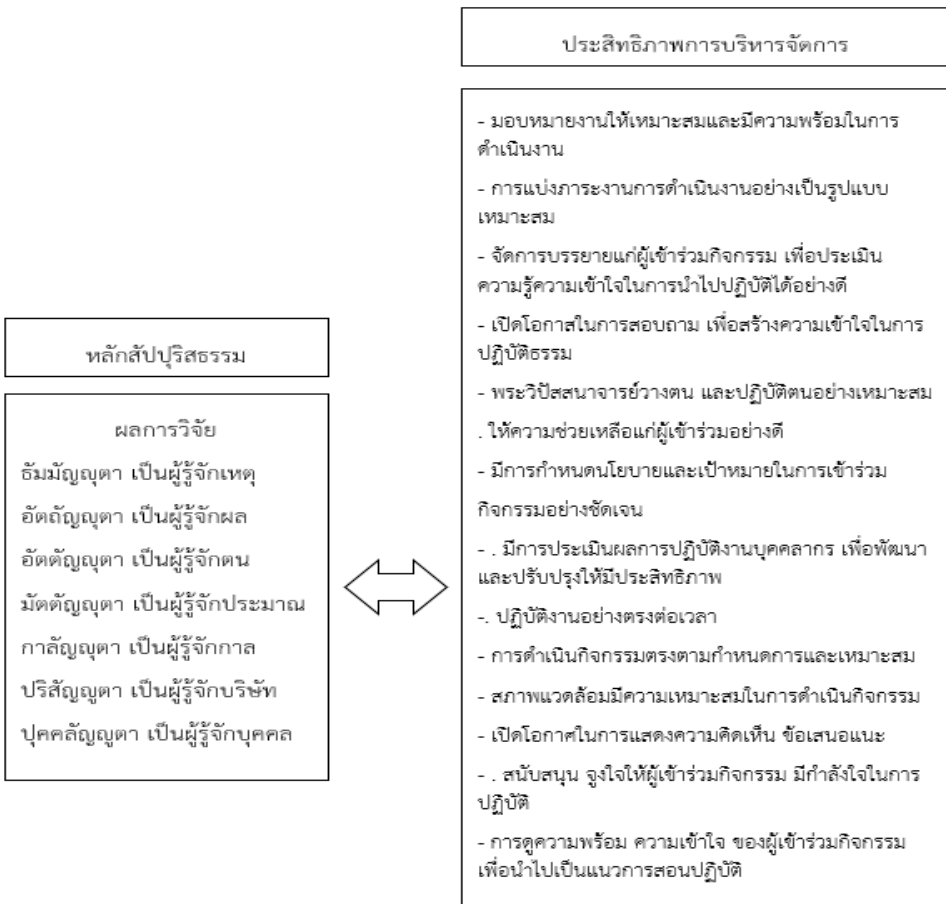 ประสิทธิภาพการบริหารจัดการ
- มอบหมายงานให้เหมาะสมและมีความพร้อมในการ
ดำเนินงาน
- การแบ่งภาระงานการดำเนินงานอย่างเป็นรูปแบบ
เหมาะสม
- จัดการบรรยายแก่ผู้เข้าร่วมกิจกรรม เพื่อประเมิน
ความรู้ความเข้าใจในการนำไปปฏิบัติได้อย่างดี
- เปิดโอกาสในการสอบถาม เพื่อสร้างความเข้าใจในการ
ปฏิบัติธรรม
- พระวิปัสสนาจารย์วางตน และปฏิบัติตนอย่างเหมาะสม
. ให้ความช่วยเหลือแก่ผู้เข้าร่วมอย่างดี
- มีการกำหนดนโยบายและเป้าหมายในการเข้าร่วม
กิจกรรมอย่างชัดเจน
- . มีการประเมินผลการปฏิบัติงานบุคคลากร เพื่อพัฒนา
และปรับปรุงให้มีประสิทธิภาพ
-. ปฏิบัติงานอย่างตรงต่อเวลา
- การดำเนินกิจกรรมตรงตามกำหนดการและเหมาะสม
- สภาพแวดล้อมมีความเหมาะสมในการดำเนินกิจกรรม
- เปิดโอกาศในการแสดงความคิดเห็น ข้อเสนอแนะ
- . สนับสนุน จูงใจให้ผู้เข้าร่วมกิจกรรม มีกำลังใจในการ
ปฏิบัติ
- การดูความพร้อม ความเข้าใจ ของผู้เข้าร่วมกิจกรรม
เพื่อนำไปเป็นแนวการสอนปฏิบัติ
หลักสัปปุริสธรรม
ผลการวิจัย
ธัมมัญญุตา เป็นผู้รู้จักเหตุ
อัตถัญญุตา เป็นผู้รู้จักผล
อัตตัญญุตา เป็นผู้รู้จักตน
มัตตัญญุตา เป็นผู้รู้จักประมาณ
กาลัญญุตา เป็นผู้รู้จักกาล
ปริสัญญูตา เป็นผู้รู้จักบริษัท
ปุคคลัญญูตา เป็นผู้รู้จักบุคคล